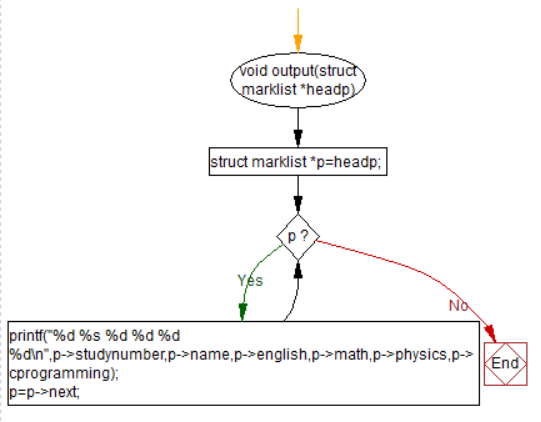 void output(struct
marklist *headp)
struct marklist *p=headp;
p ?
Yes
No
printf("%d %s %d %d %d
%d\n",p->studynumber,p->name,p->english,p->math,p->physics,p->
cprogramming);
p=p->next;
End